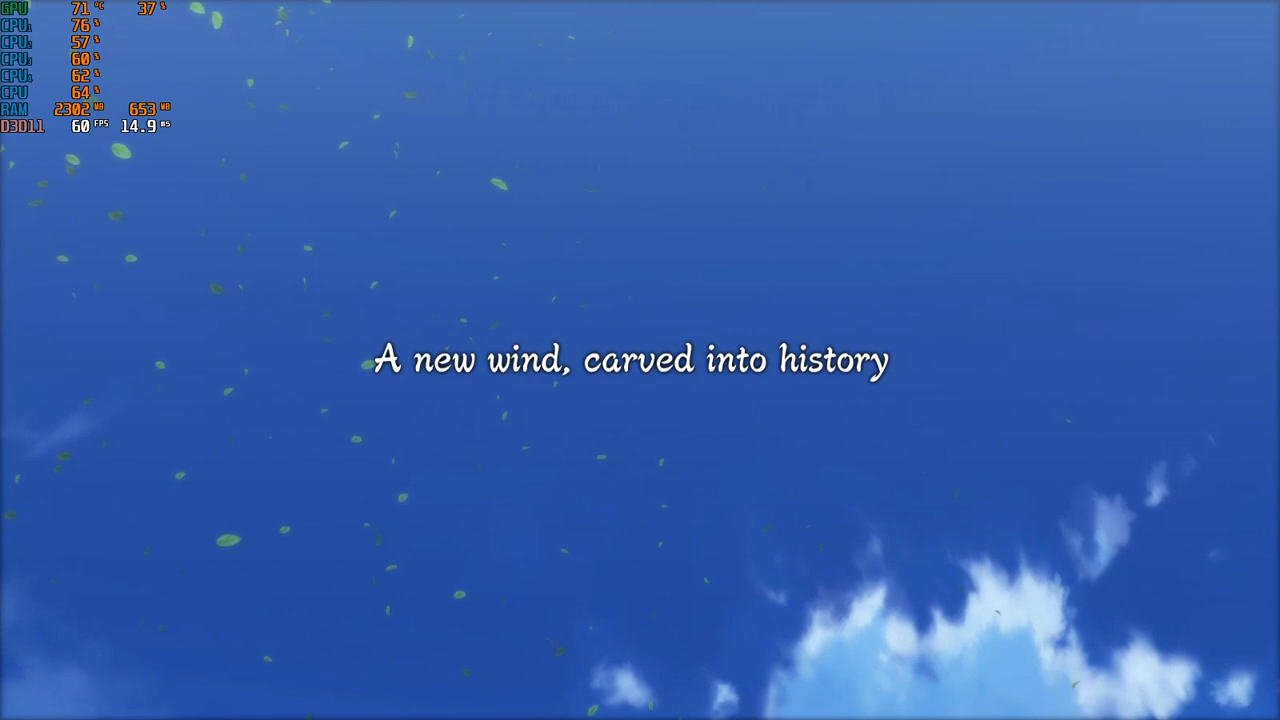 GPU 71 °C 37 %
CPU1 76 %
CPU2 57 %
CPU3 60 %
CPU4 62 %
CPU 64 %
RAM 2302 MB 653 MB
D3D11 60 FPS 14.9 ms
A new wind, carved into history